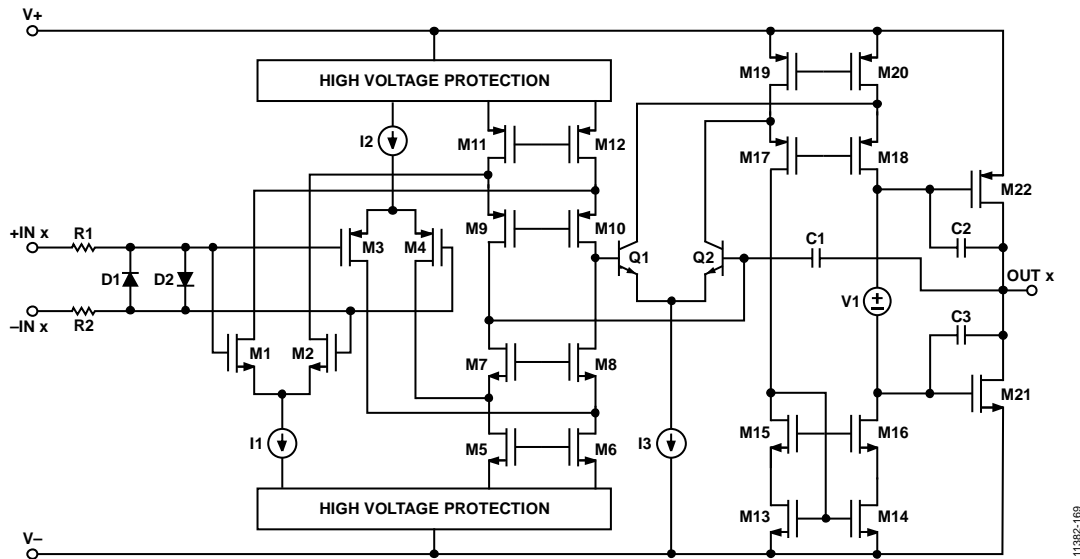 V+
HIGH VOLTAGE PROTECTION
M19
M20
I2
M11
M12
M17
M18
M22
+IN x
R1
M3
M4
M9
M10
C1
C2
D1
D2
Q1
Q2
OUT x
V1
–IN x
R2
C3
M1
M2
M7
M8
M21
I1
M5
M6
I3
M15
M16
HIGH VOLTAGE PROTECTION
M13
M14
V–
11382-169